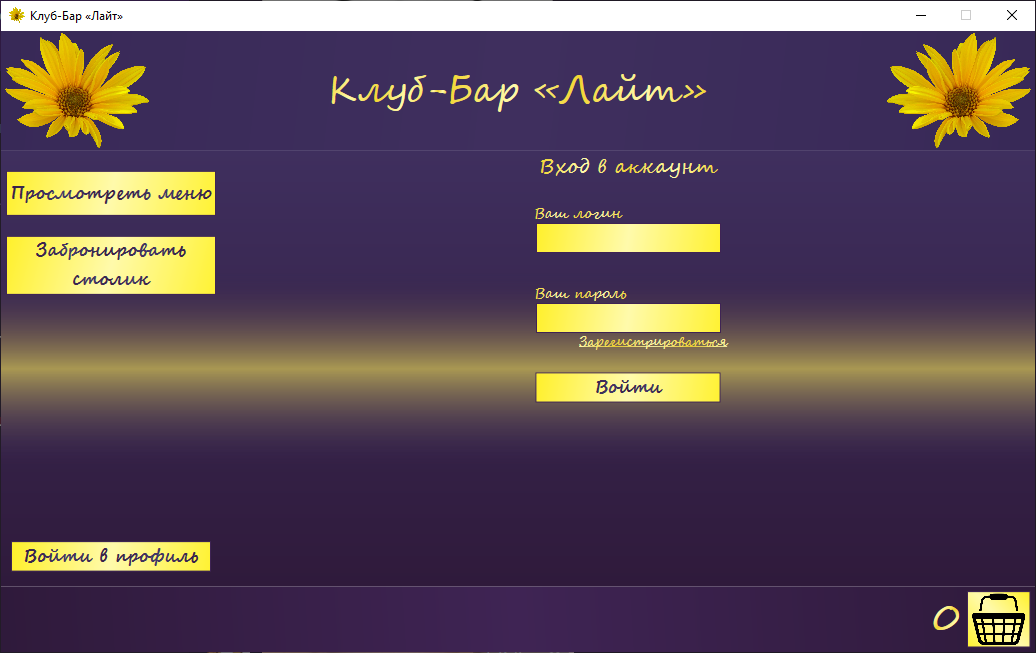 Клуб-Бар «Лайт»
Клуб-Бар «Лайт»
Просмотреть меню
Забронировать
столик
Войти в профиль
Вход в аккаунт
Ваш логин
Ваш пароль
Зарегистрироваться
Войти
0